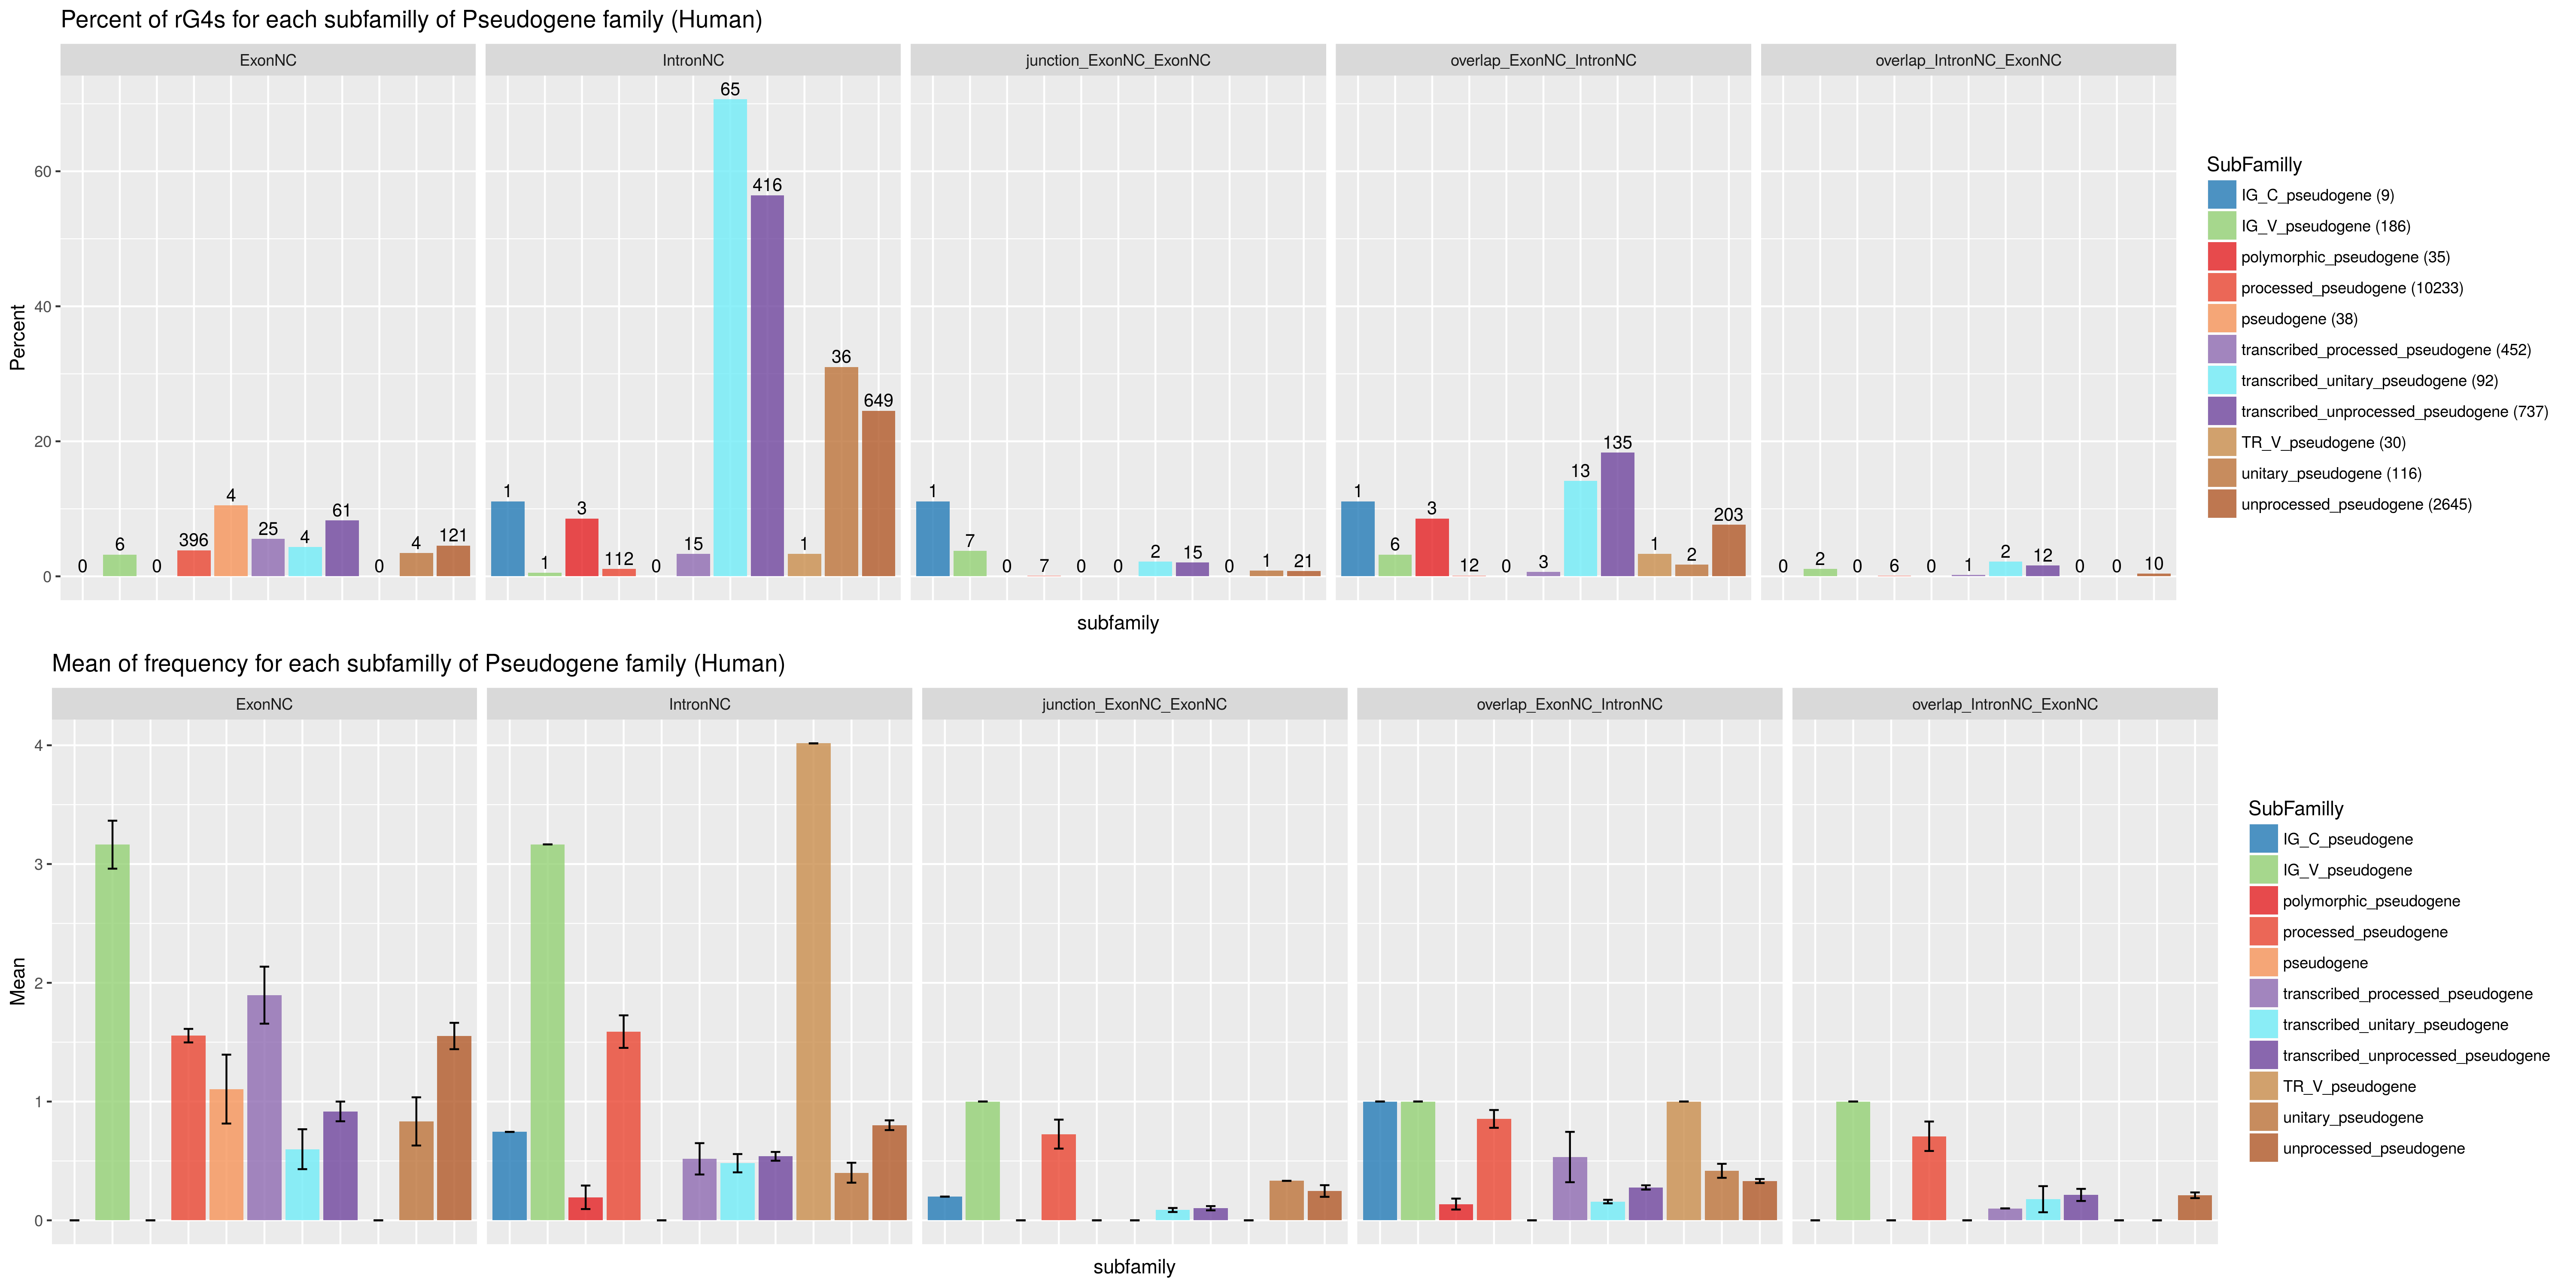 Percent of rG4s for each subfamilly of Pseudogene family (Human)
ExonNC IntronNC junction_ExonNC_ExonNC overlap_ExonNC_IntronNC overlap_IntronNC_ExonNC
Percent
60
40
20
0
0 6 0 396 4 25 4 61 0 4 121
1 1 3 112 0 15 65 416 1 36 649
1 7 0 7 0 0 2 15 0 1 21
1 6 3 12 0 3 13 135 1 2 203
0 2 0 6 0 1 2 12 0 0 10
subfamily
SubFamilly
IG_C_pseudogene (9)
IG_V_pseudogene (186)
polymorphic_pseudogene (35)
processed_pseudogene (10233)
pseudogene (38)
transcribed_processed_pseudogene (452)
transcribed_unitary_pseudogene (92)
transcribed_unprocessed_pseudogene (737)
TR_V_pseudogene (30)
unitary_pseudogene (116)
unprocessed_pseudogene (2645)
Mean of frequency for each subfamilly of Pseudogene family (Human)
ExonNC IntronNC junction_ExonNC_ExonNC overlap_ExonNC_IntronNC overlap_IntronNC_ExonNC
Mean
4
3
2
1
0
subfamily
SubFamilly
IG_C_pseudogene
IG_V_pseudogene
polymorphic_pseudogene
processed_pseudogene
pseudogene
transcribed_processed_pseudogene
transcribed_unitary_pseudogene
transcribed_unprocessed_pseudogene
TR_V_pseudogene
unitary_pseudogene
unprocessed_pseudogene